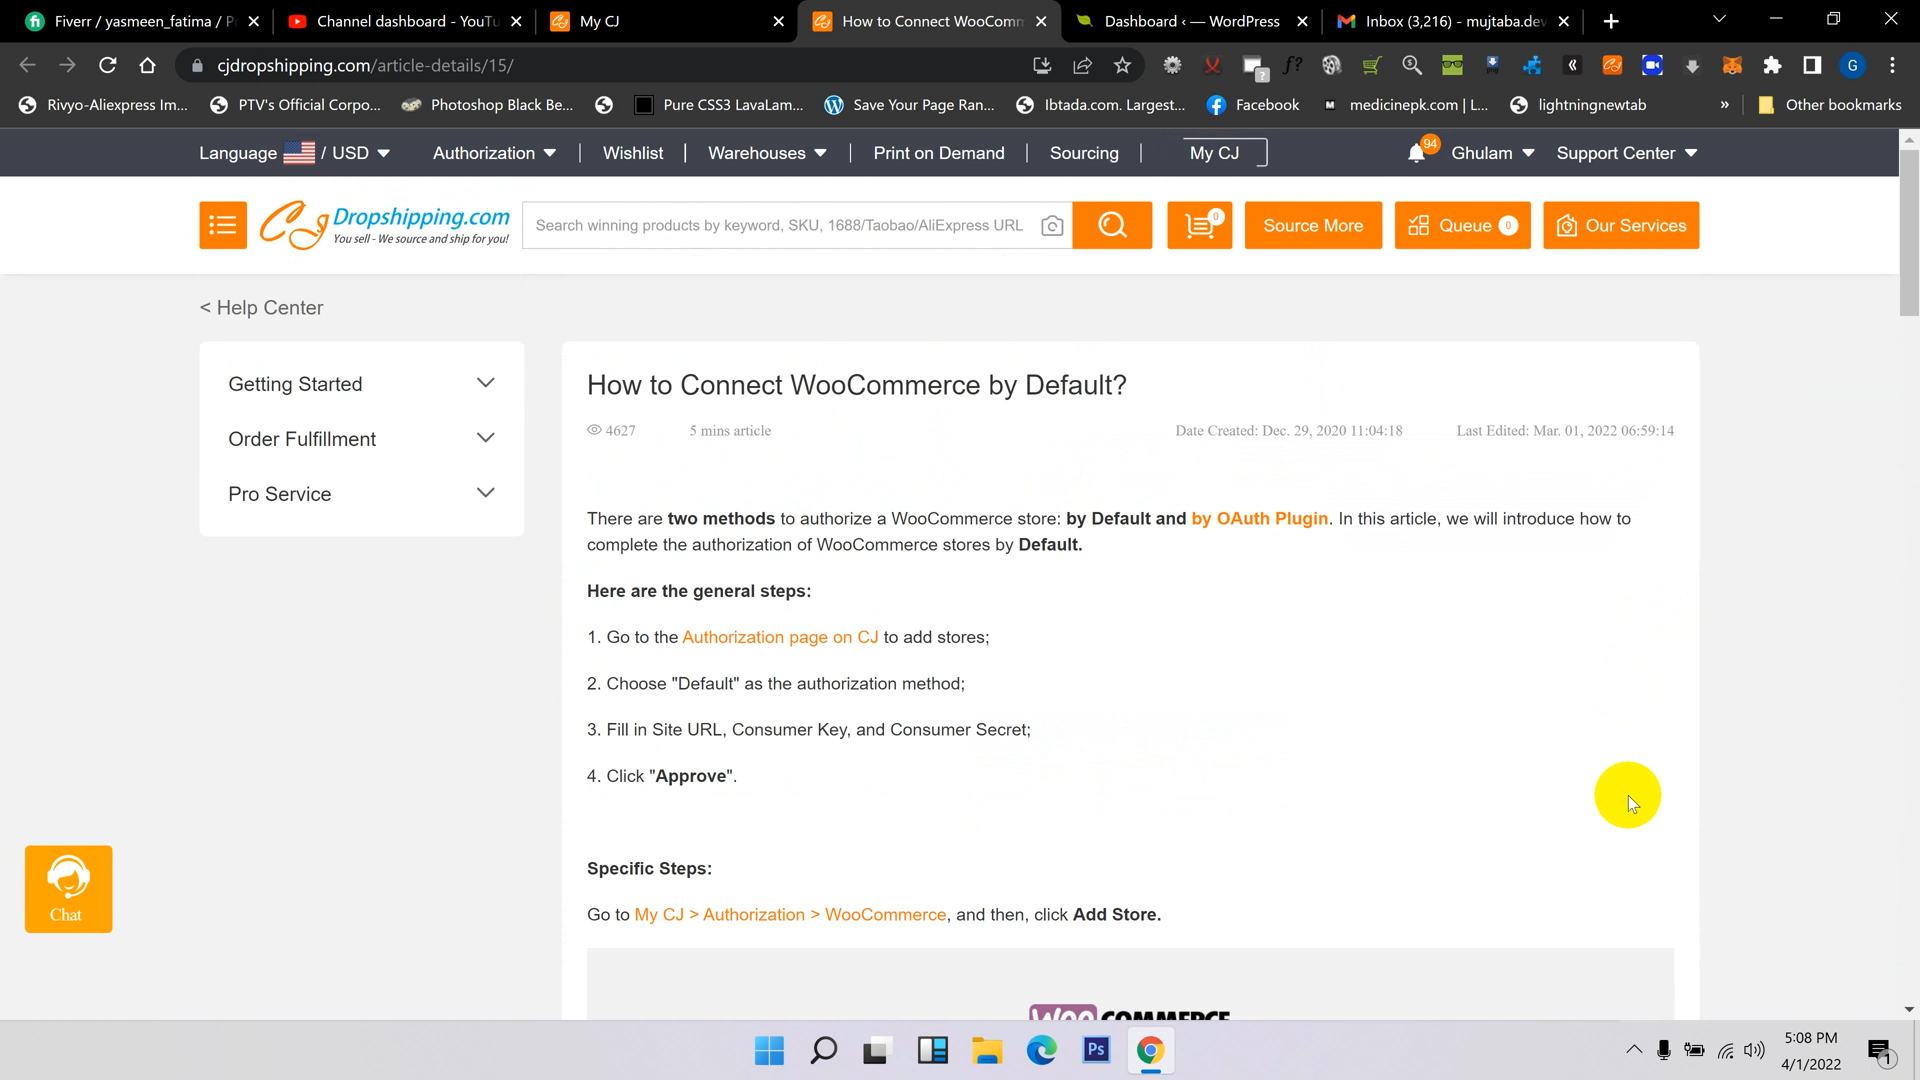 Fiverr / yasmeen_fatima / P
Channel dashboard - YouTu
My CJ
How to Connect WooComm
Dashboard ‹ — WordPress
Inbox (3,216) - mujtaba.dev
cjdropshipping.com/article-details/15/
G
Rivyo-Aliexpress Im...
PTV's Official Corpo...
Photoshop Black Be...
Pure CSS3 LavaLam...
Save Your Page Ran...
Ibtada.com. Largest...
Facebook
medicinepk.com | L...
lightningnewtab
»
Other bookmarks
Language / USD
Authorization
Wishlist
Warehouses
Print on Demand
Sourcing
My CJ
94
Ghulam
Support Center
CJ Dropshipping.com
You sell - We source and ship for you!
Search winning products by keyword, SKU, 1688/Taobao/AliExpress URL
0
Source More
Queue 0
Our Services
< Help Center
Getting Started
Order Fulfillment
Pro Service
How to Connect WooCommerce by Default?
4627
5 mins article
Date Created: Dec. 29, 2020 11:04:18
Last Edited: Mar. 01, 2022 06:59:14
There are two methods to authorize a WooCommerce store: by Default and by OAuth Plugin. In this article, we will introduce how to
complete the authorization of WooCommerce stores by Default.
Here are the general steps:
1. Go to the Authorization page on CJ to add stores;
2. Choose "Default" as the authorization method;
3. Fill in Site URL, Consumer Key, and Consumer Secret;
4. Click "Approve".
Specific Steps:
Go to My CJ > Authorization > WooCommerce, and then, click Add Store.
WOO COMMERCE
Chat
Ps
5:08 PM
4/1/2022
1